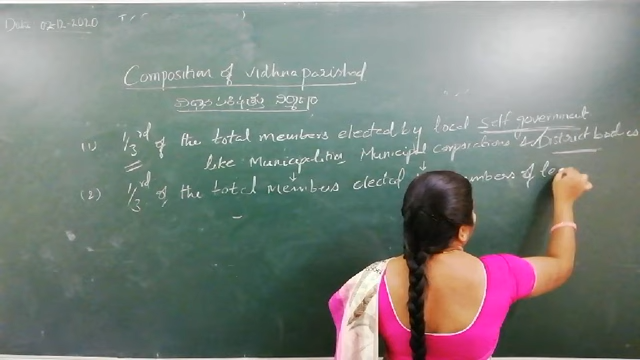 Date 02-12-2020
Composition of Vidhnaparishad
(1) 1/3rd of the total members elected by local Self government
like Municipalities, Municipal corporations & District bodies
(2) 1/3rd of the total Members elected members of